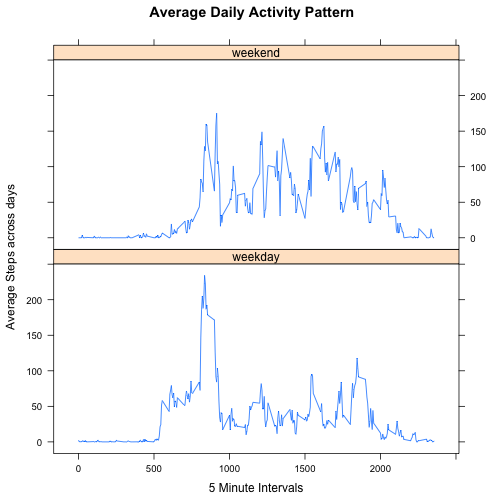 Average Daily Activity Pattern
weekend
200
150
100
50
0
weekday
200
150
100
50
0
Average Steps across days
0 500 1000 1500 2000
5 Minute Intervals